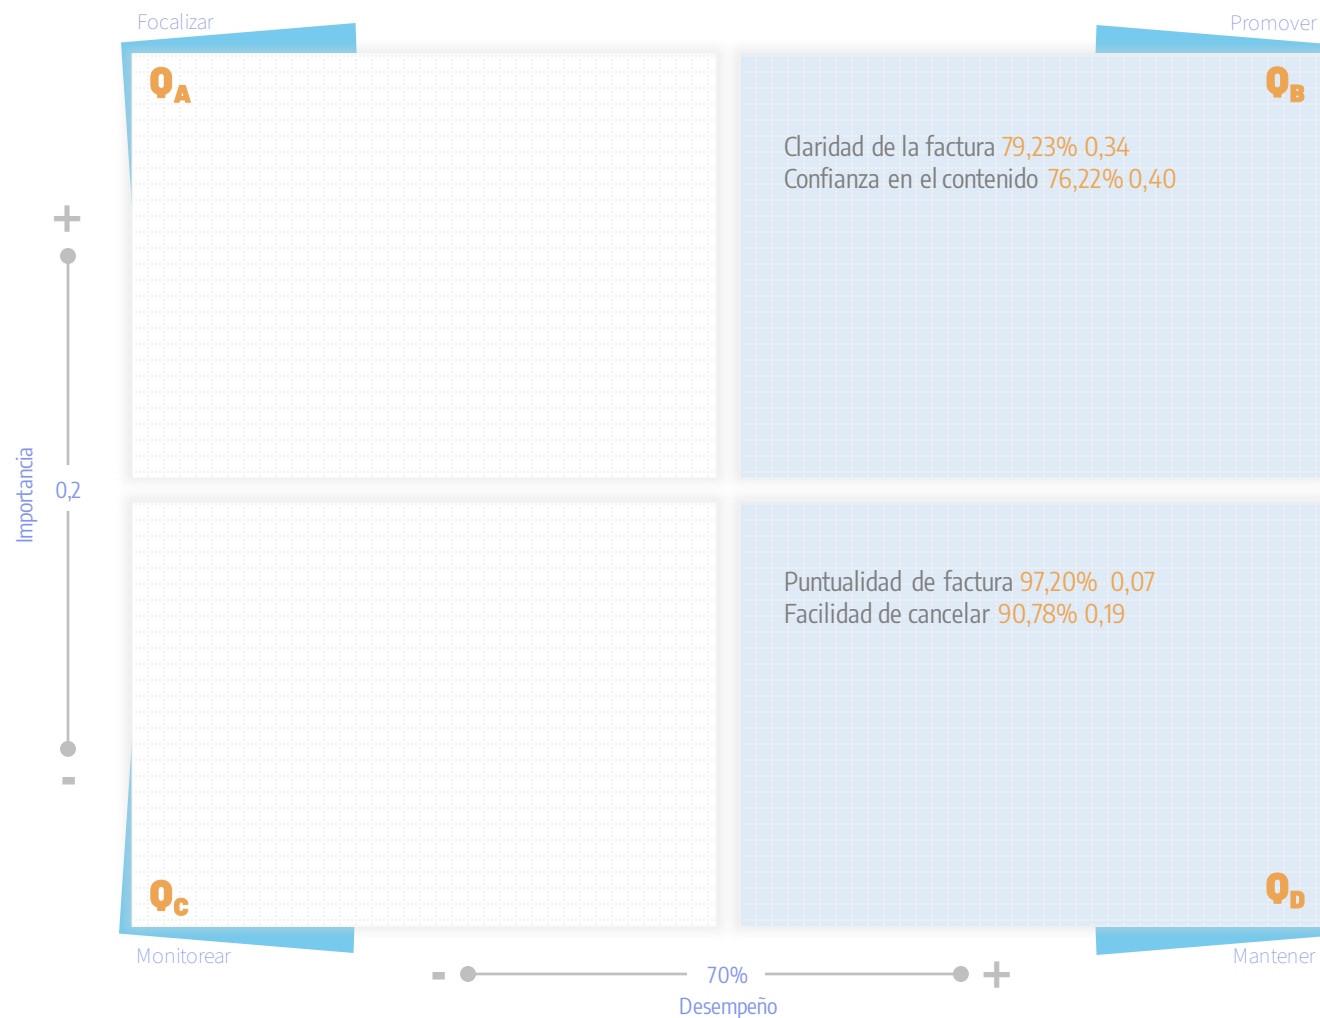 Focalizar
Promover
QA
QB
Claridad de la factura 79,23% 0,34
Confianza en el contenido 76,22% 0,40
+
Importancia
0,2
-
Puntualidad de factura 97,20% 0,07
Facilidad de cancelar 90,78% 0,19
QC
QD
Monitorear
Mantener
- 70% +
Desempeño